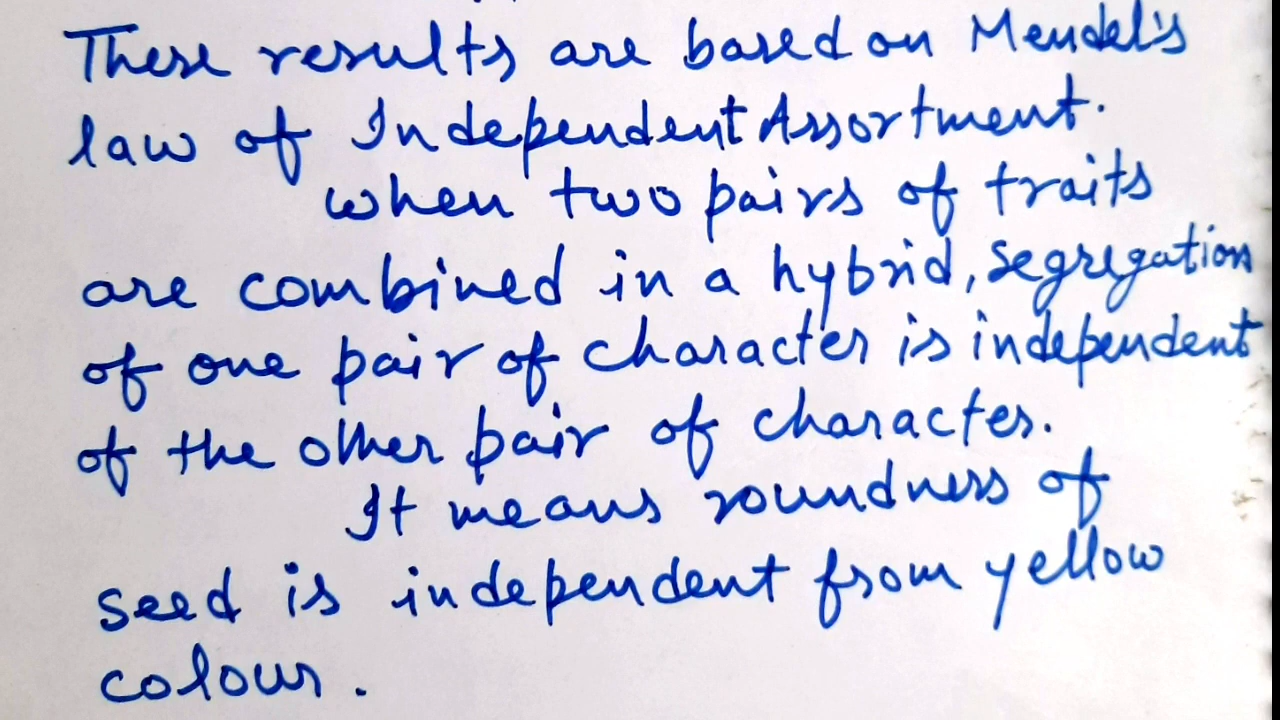 These results are based on Mendel's
law of Independent Assortment.
when two pairs of traits
are combined in a hybrid, segregation
of one pair of character is independent
of the other pair of character.
It means roundness of
seed is independent from yellow
colour.